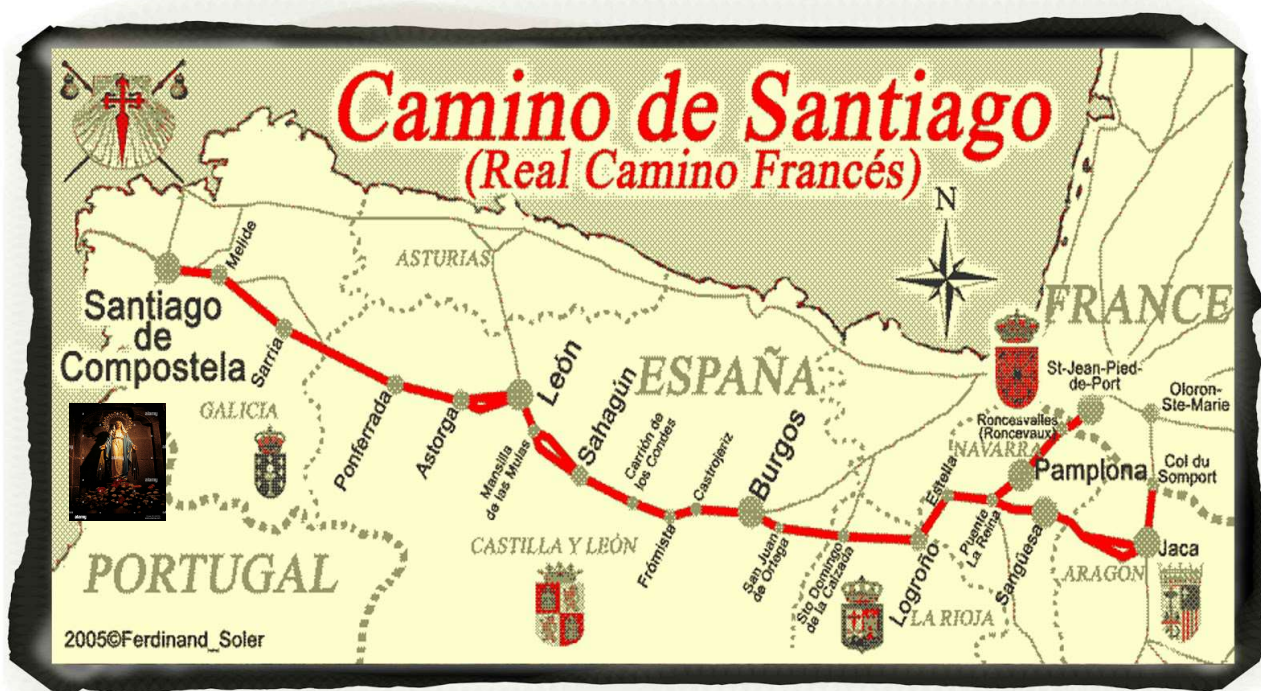 Camino de Santiago
(Real Camino Francés)
N
FRANCE
ASTURIAS
ESPAÑA
Melide
Santiago
de
Compostela
Sarria
GALICIA
Ponferrada
Astorga
León
Mansilla
de las Mulas
Sahagún
Carrión de
los Condes
Frómista
Castrojeriz
Burgos
San Juan
de Ortega
Sto Domingo
de la Calzada
Logroño
Estella
Puente
La Reina
Sangüesa
St-Jean-Pied-
de-Port
Roncesvalles
(Roncevaux)
NAVARRA
Pamplona
Oloron-
Ste-Marie
Col du
Somport
Jaca
ARAGON
LA RIOJA
CASTILLA Y LEÓN
PORTUGAL
2005©Ferdinand_Soler